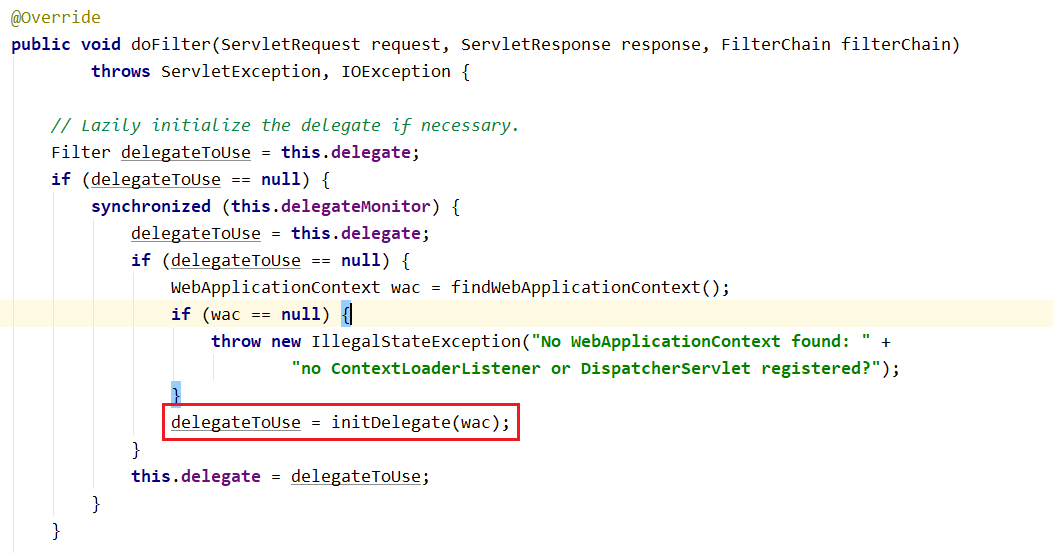 @Override
public void doFilter(ServletRequest request, ServletResponse response, FilterChain filterChain)
throws ServletException, IOException {
// Lazily initialize the delegate if necessary.
Filter delegateToUse = this.delegate;
if (delegateToUse == null) {
synchronized (this.delegateMonitor) {
delegateToUse = this.delegate;
if (delegateToUse == null) {
WebApplicationContext wac = findWebApplicationContext();
if (wac == null) {
throw new IllegalStateException("No WebApplicationContext found: " +
"no ContextLoaderListener or DispatcherServlet registered?");
}
delegateToUse = initDelegate(wac);
}
this.delegate = delegateToUse;
}
}